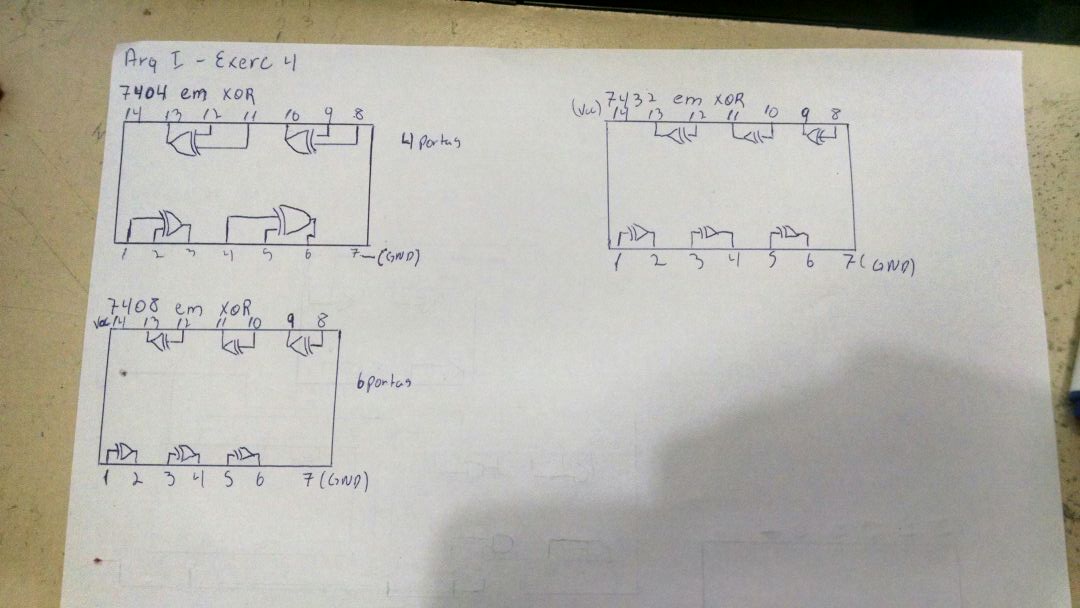 Arq I - Exerc 4
7404 em XOR
14 13 12 11 10 9 8
4 portas
1 2 3 4 5 6 7 (GND)
(Vcc) 7432 em XOR
14 13 12 11 10 9 8
1 2 3 4 5 6 7 (GND)
7408 em XOR
Vcc 14 13 12 11 10 9 8
6 portas
1 2 3 4 5 6 7 (GND)